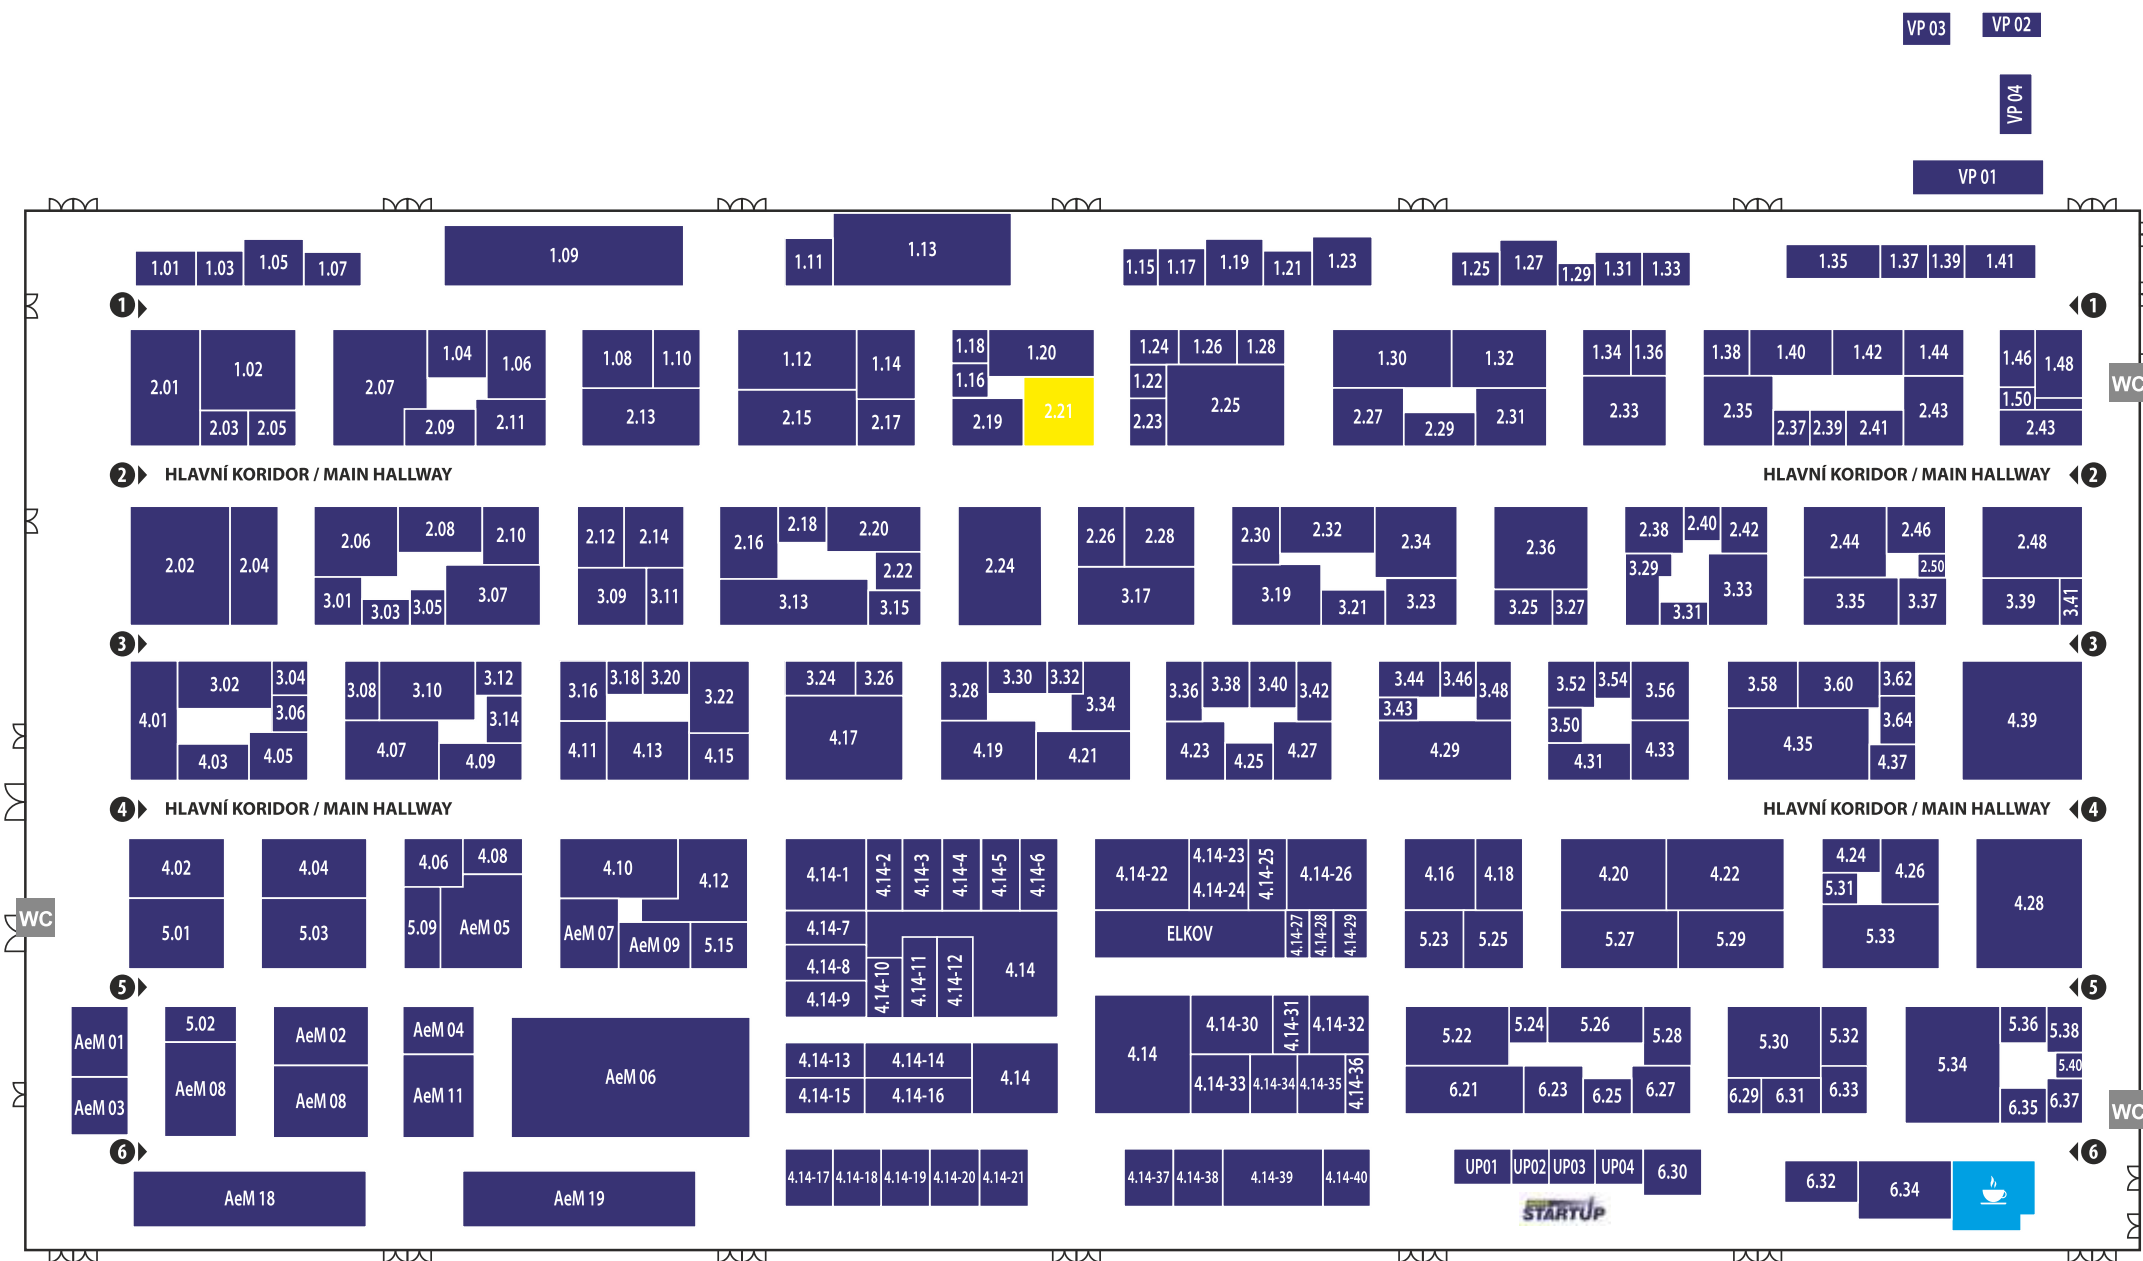 VP 03 VP 02
VP 04
VP 01
1.01 1.03 1.05 1.07 1.09 1.11 1.13 1.15 1.17 1.19 1.21 1.23 1.25 1.27 1.29 1.31 1.33 1.35 1.37 1.39 1.41
1 1
2.01 1.02 2.03 2.05
2.07 1.04 1.06 2.09 2.11
1.08 1.10 2.13
1.12 1.14 2.15 2.17
1.18 1.20 1.16 2.19 2.21
1.24 1.26 1.28 1.22 2.23 2.25
1.30 1.32 2.27 2.29 2.31
1.34 1.36 2.33
1.38 1.40 1.42 1.44 2.35 2.37 2.39 2.41 2.43
1.46 1.48 1.50 2.43
WC
2 HLAVNÍ KORIDOR / MAIN HALLWAY HLAVNÍ KORIDOR / MAIN HALLWAY 2
2.02 2.04
2.06 2.08 2.10 3.01 3.03 3.05 3.07
2.12 2.14 3.09 3.11
2.16 2.18 2.20 2.22 3.13 3.15
2.24
2.26 2.28 3.17
2.30 2.32 2.34 3.19 3.21 3.23
2.36 3.25 3.27
2.38 2.40 2.42 3.29 3.31 3.33
2.44 2.46 2.50 3.35 3.37
2.48 3.39 3.41
3 3
4.01 3.02 3.04 3.06 4.03 4.05
3.08 3.10 3.12 3.14 4.07 4.09
3.16 3.18 3.20 3.22 4.11 4.13 4.15
3.24 3.26 4.17
3.28 3.30 3.32 3.34 4.19 4.21
3.36 3.38 3.40 3.42 4.23 4.25 4.27
3.44 3.46 3.48 3.43 4.29
3.52 3.54 3.56 3.50 4.31 4.33
3.58 3.60 3.62 3.64 4.35 4.37
4.39
4 HLAVNÍ KORIDOR / MAIN HALLWAY HLAVNÍ KORIDOR / MAIN HALLWAY 4
4.02 5.01
4.04 5.03
4.06 4.08 5.09 AeM 05
4.10 4.12 AeM 07 AeM 09 5.15
4.14-1 4.14-2 4.14-3 4.14-4 4.14-5 4.14-6
4.14-7 4.14-8 4.14-9 4.14-10 4.14-11 4.14-12 4.14
4.14-22 4.14-23 4.14-24 4.14-25 4.14-26
ELKOV 4.14-27 4.14-28 4.14-29
4.16 4.18 5.23 5.25
4.20 4.22 5.27 5.29
4.24 4.26 5.31 5.33
4.28
WC
5 5
AeM 01 AeM 03
5.02 AeM 08
AeM 02 AeM 08
AeM 04 AeM 11
AeM 06
4.14-13 4.14-14 4.14-15 4.14-16 4.14
4.14 4.14-30 4.14-31 4.14-32 4.14-33 4.14-34 4.14-35 4.14-36
5.22 5.24 5.26 5.28 6.21 6.23 6.25 6.27
5.30 5.32 6.29 6.31 6.33
5.34 5.36 5.38 5.40 6.35 6.37
WC
6 6
AeM 18 AeM 19
4.14-17 4.14-18 4.14-19 4.14-20 4.14-21
4.14-37 4.14-38 4.14-39 4.14-40
UP01 UP02 UP03 UP04 6.30
STARTUP
6.32 6.34